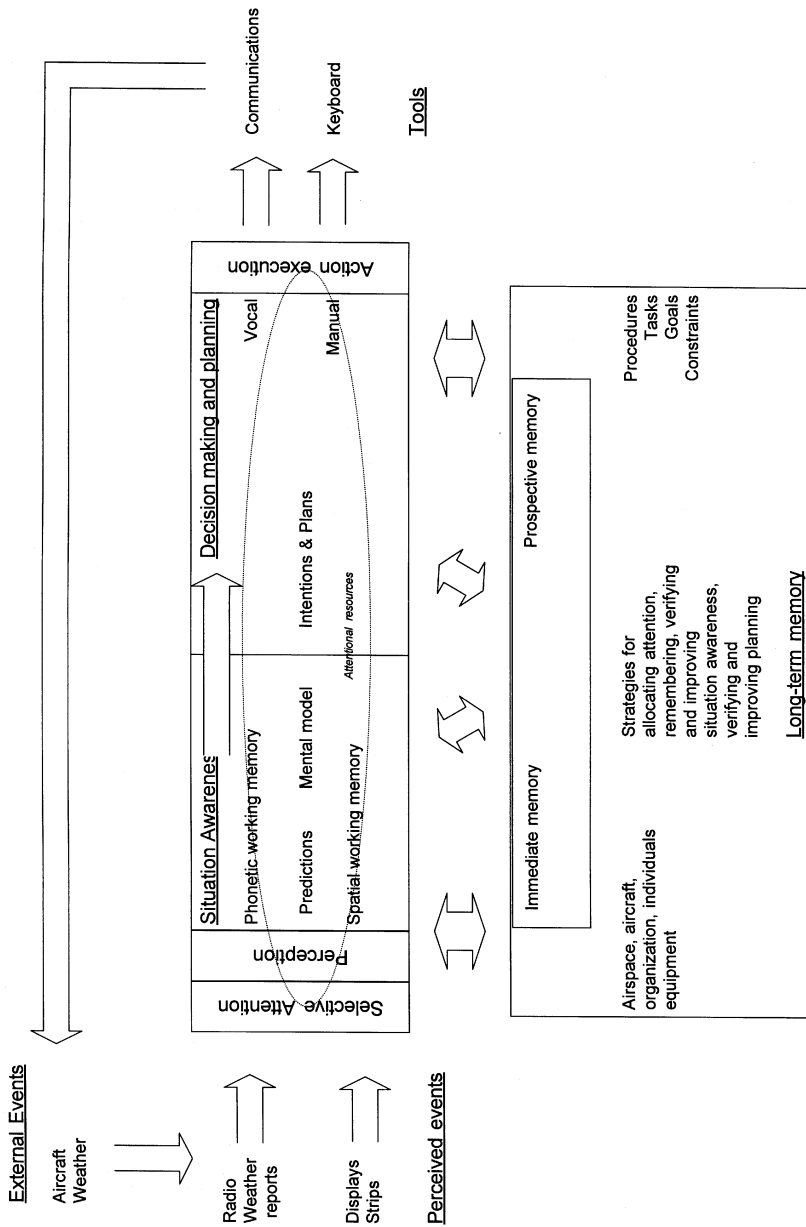 External Events
Aircraft
Weather
Radio
Weather
reports
Displays
Strips
Perceived events
Selective Attention
Perception
Situation Awarenes
Phonetic working memory
Predictions
Mental model
Spatial working memory
Decision making and planning
Intentions & Plans
Attentional resources
Vocal
Manual
Action execution
Communications
Keyboard
Tools
Immediate memory
Prospective memory
Airspace, aircraft,
organization, individuals
equipment
Strategies for
allocating attention,
remembering, verifying
and improving
situation awareness,
verifying and
improving planning
Procedures
Tasks
Goals
Constraints
Long-term memory